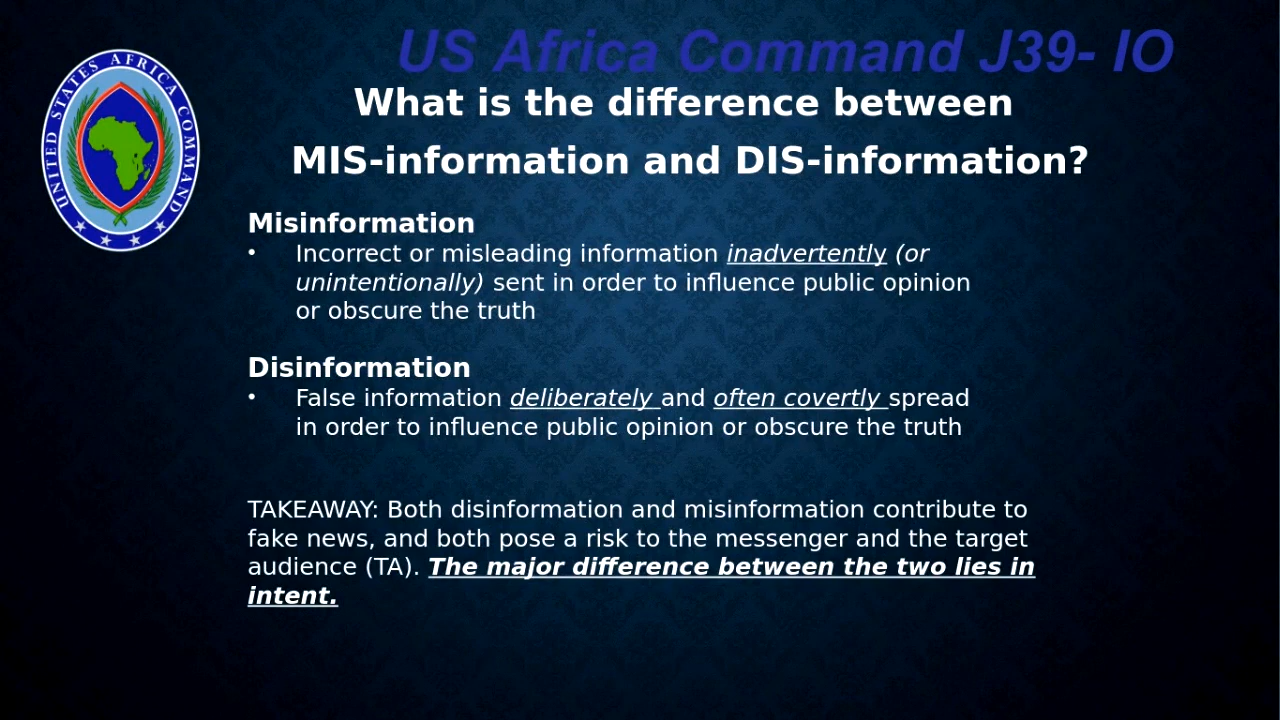 US Africa Command J39- IO
What is the difference between
MIS-information and DIS-information?
UNITED STATES AFRICA COMMAND
Misinformation
• Incorrect or misleading information inadvertently (or
unintentionally) sent in order to influence public opinion
or obscure the truth
Disinformation
• False information deliberately and often covertly spread
in order to influence public opinion or obscure the truth
TAKEAWAY: Both disinformation and misinformation contribute to
fake news, and both pose a risk to the messenger and the target
audience (TA). The major difference between the two lies in
intent.